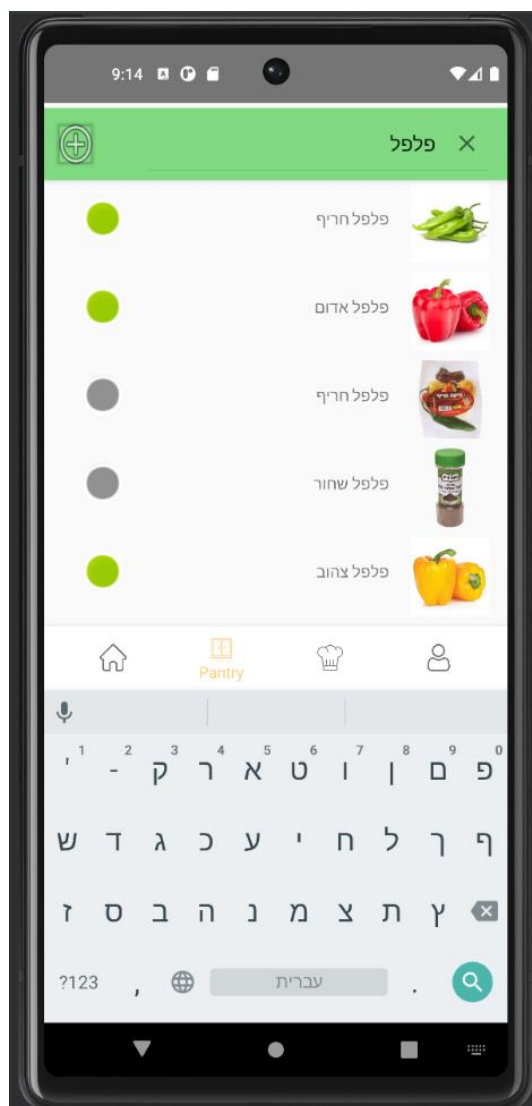 9:14
פלפל
פלפל חריף
פלפל אדום
פלפל חריף
פלפל שחור
פלפל צהוב
Pantry
1 2 3 4 5 6 7 8 9 0
' - ק ר א ט ו ן ם פ
ש ד ג כ ע י ח ל ך ף
ז ס ב ה נ מ צ ת ץ
?123 , עברית .